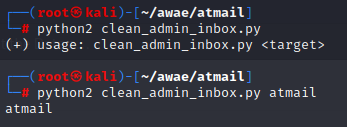 ┌──(root㉿kali)-[~/awae/atmail]
└─# python2 clean_admin_inbox.py
(+) usage: clean_admin_inbox.py <target>
┌──(root㉿kali)-[~/awae/atmail]
└─# python2 clean_admin_inbox.py atmail
atmail